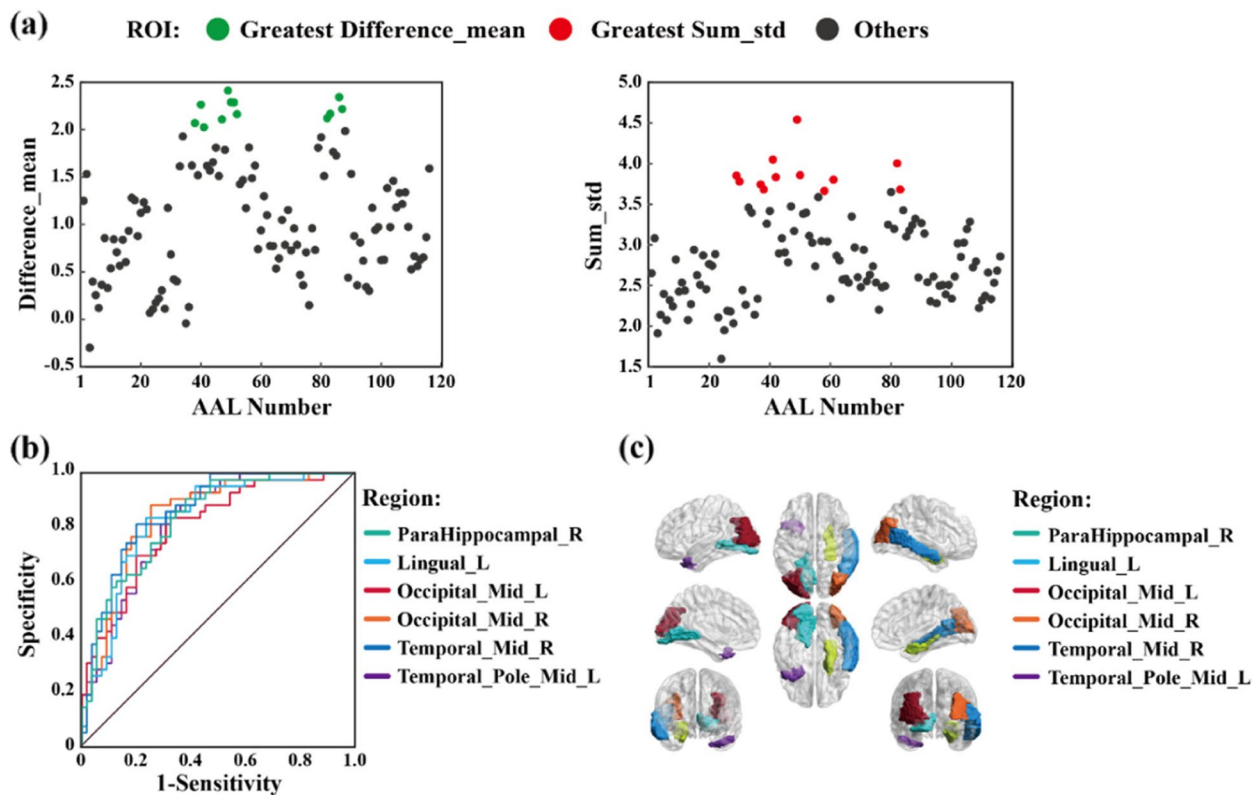 (a)
ROI: Greatest Difference_mean Greatest Sum_std Others
Difference_mean
2.5
2.0
1.5
1.0
0.5
0.0
-0.5
1 20 40 60 80 100 120
AAL Number
Sum_std
5.0
4.5
4.0
3.5
3.0
2.5
2.0
1.5
1 20 40 60 80 100 120
AAL Number
(b)
Specificity
1.0
0.8
0.6
0.4
0.2
0
0 0.2 0.4 0.6 0.8 1.0
1-Sensitivity
Region:
ParaHippocampal_R
Lingual_L
Occipital_Mid_L
Occipital_Mid_R
Temporal_Mid_R
Temporal_Pole_Mid_L
(c)
Region:
ParaHippocampal_R
Lingual_L
Occipital_Mid_L
Occipital_Mid_R
Temporal_Mid_R
Temporal_Pole_Mid_L